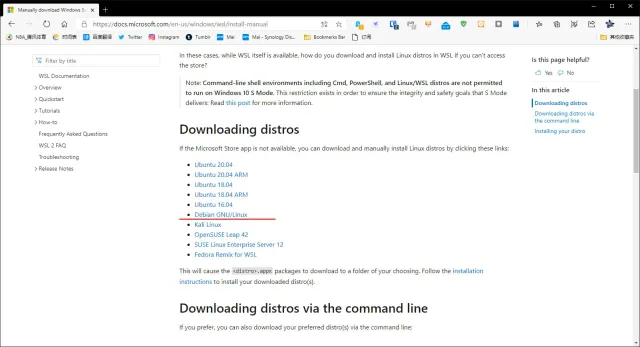 Manually download Windows S
https://docs.microsoft.com/en-us/windows/wsl/install-manual
NBA_腾讯体育
百度翻译
Twitter
Instagram
Tumblr
Mai
Mai - Synology Di
Bookmarks Bar
订阅
其他收藏夹
Filter by title
WSL Documentation
Overview
Quickstart
Tutorials
How-to
Frequently Asked Questions
WSL 2 FAQ
Troubleshooting
Release Notes
In these cases, while WSL itself is available, how do you download and install Linux distros in WSL if you can't access
the store?
Note: Command-line shell environments including Cmd, PowerShell, and Linux/WSL distros are not permitted
to run on Windows 10 S Mode. This restriction exists in order to ensure the integrity and safety goals that S Mode
delivers: Read this post for more information.
Downloading distros
If the Microsoft Store app is not available, you can download and manually install Linux distros by clicking these links:
Ubuntu 20.04
Ubuntu 20.04 ARM
Ubuntu 18.04
Ubuntu 18.04 ARM
Ubuntu 16.04
Debian GNU/Linux
Kali Linux
OpenSUSE Leap 42
SUSE Linux Enterprise Server 12
Fedora Remix for WSL
This will cause the <distro>.appx packages to download to a folder of your choosing. Follow the installation
instructions to install your downloaded distro(s).
Downloading distros via the command line
If you prefer, you can also download your preferred distro(s) via the command line:
Is this page helpful?
Yes
No
In this article
Downloading distros
Downloading distros via
the command line
Installing your distro